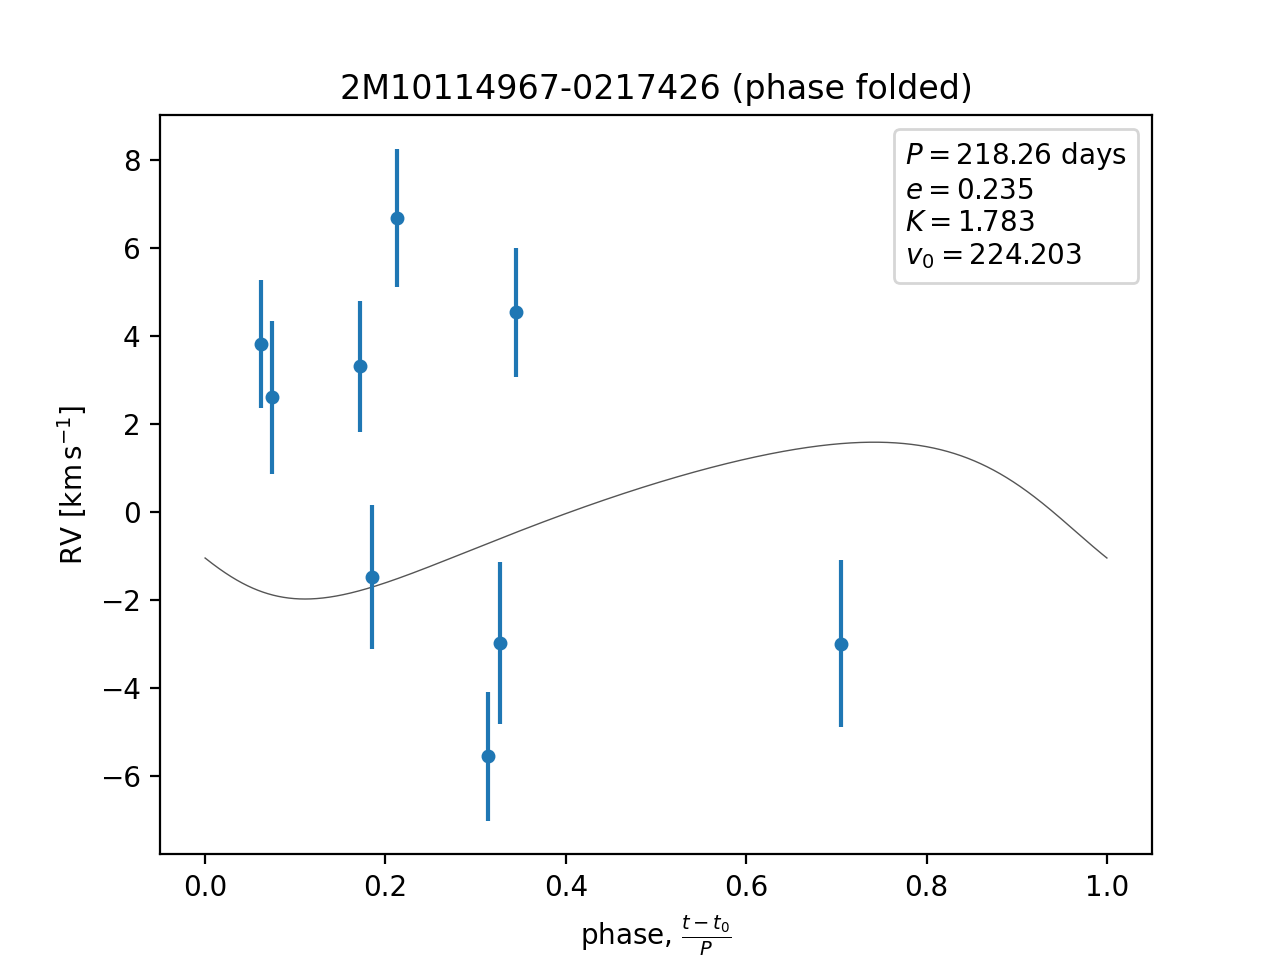 2M10114967-0217426 (phase folded)
P = 218.26 days
e = 0.235
K = 1.783
v₀ = 224.203
8
6
4
2
0
−2
−4
−6
RV [km s⁻¹]
0.0 0.2 0.4 0.6 0.8 1.0
phase, (t − t₀)/P